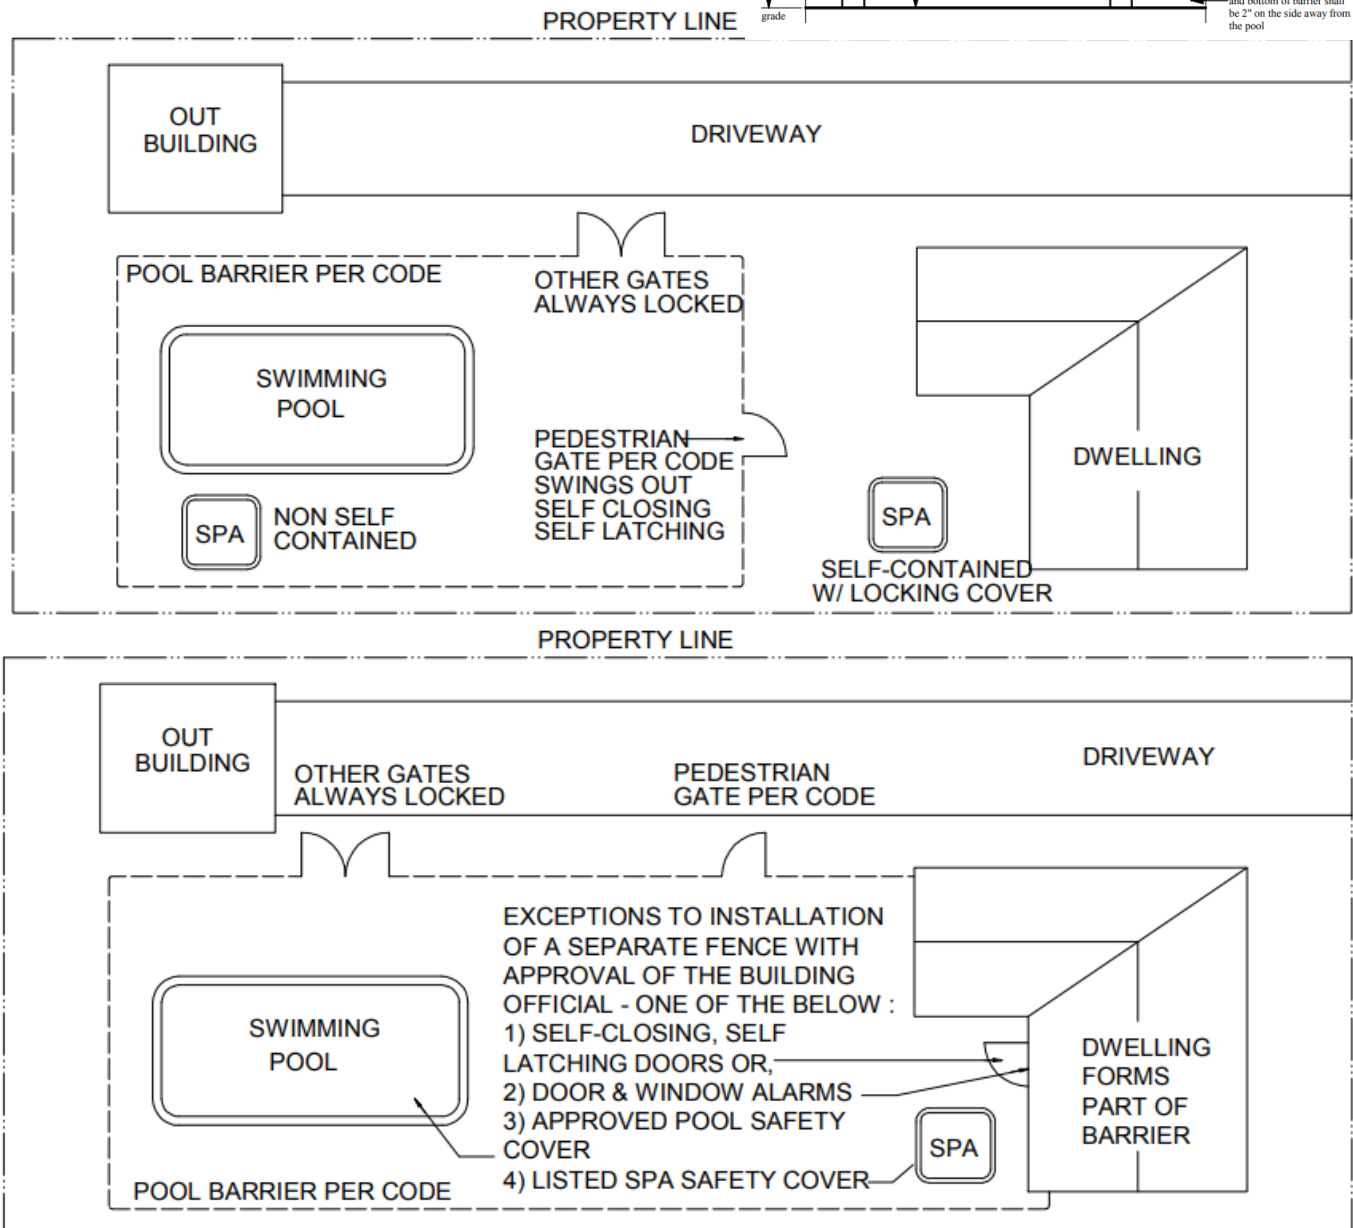 PROPERTY LINE
grade
and bottom of barrier shall
be 2" on the side away from
the pool
OUT
BUILDING
DRIVEWAY
POOL BARRIER PER CODE
OTHER GATES
ALWAYS LOCKED
SWIMMING
POOL
PEDESTRIAN
GATE PER CODE
SWINGS OUT
SELF CLOSING
SELF LATCHING
DWELLING
SPA
NON SELF
CONTAINED
SPA
SELF-CONTAINED
W/ LOCKING COVER
PROPERTY LINE
OUT
BUILDING
OTHER GATES
ALWAYS LOCKED
PEDESTRIAN
GATE PER CODE
DRIVEWAY
EXCEPTIONS TO INSTALLATION
OF A SEPARATE FENCE WITH
APPROVAL OF THE BUILDING
OFFICIAL - ONE OF THE BELOW :
1) SELF-CLOSING, SELF
LATCHING DOORS OR,
2) DOOR & WINDOW ALARMS
3) APPROVED POOL SAFETY
COVER
4) LISTED SPA SAFETY COVER
SWIMMING
POOL
DWELLING
FORMS
PART OF
BARRIER
SPA
POOL BARRIER PER CODE